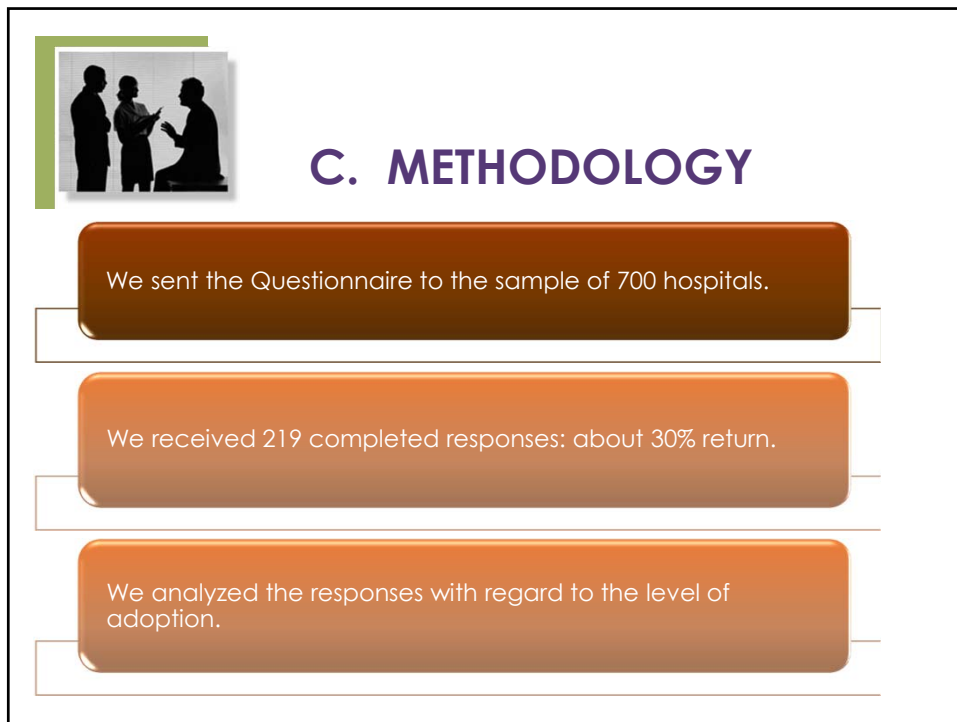 C. METHODOLOGY
We sent the Questionnaire to the sample of 700 hospitals.
We received 219 completed responses: about 30% return.
We analyzed the responses with regard to the level of
adoption.